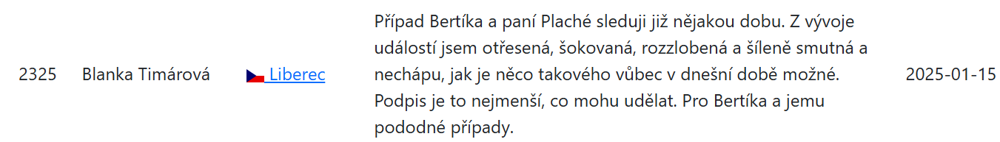 Případ Bertíka a paní Plaché sleduji již nějakou dobu. Z vývoje
událostí jsem otřesená, šokovaná, rozzlobená a šíleně smutná a
2325 Blanka Timárová Liberec nechápu, jak je něco takového vůbec v dnešní době možné. 2025-01-15
Podpis je to nejmenší, co mohu udělat. Pro Bertíka a jemu
pododné případy.